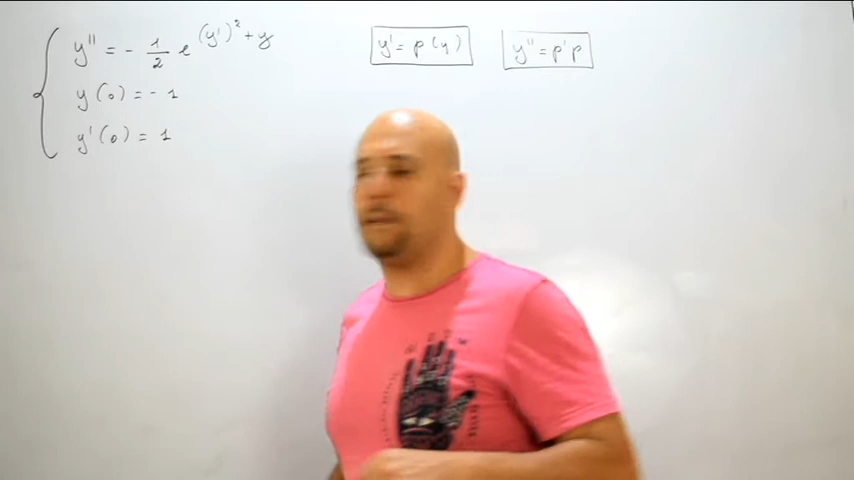 y'' = - 1/2 e^((y')^2 + y)
y(0) = - 1
y'(0) = 1
y' = p(y)
y'' = p' p